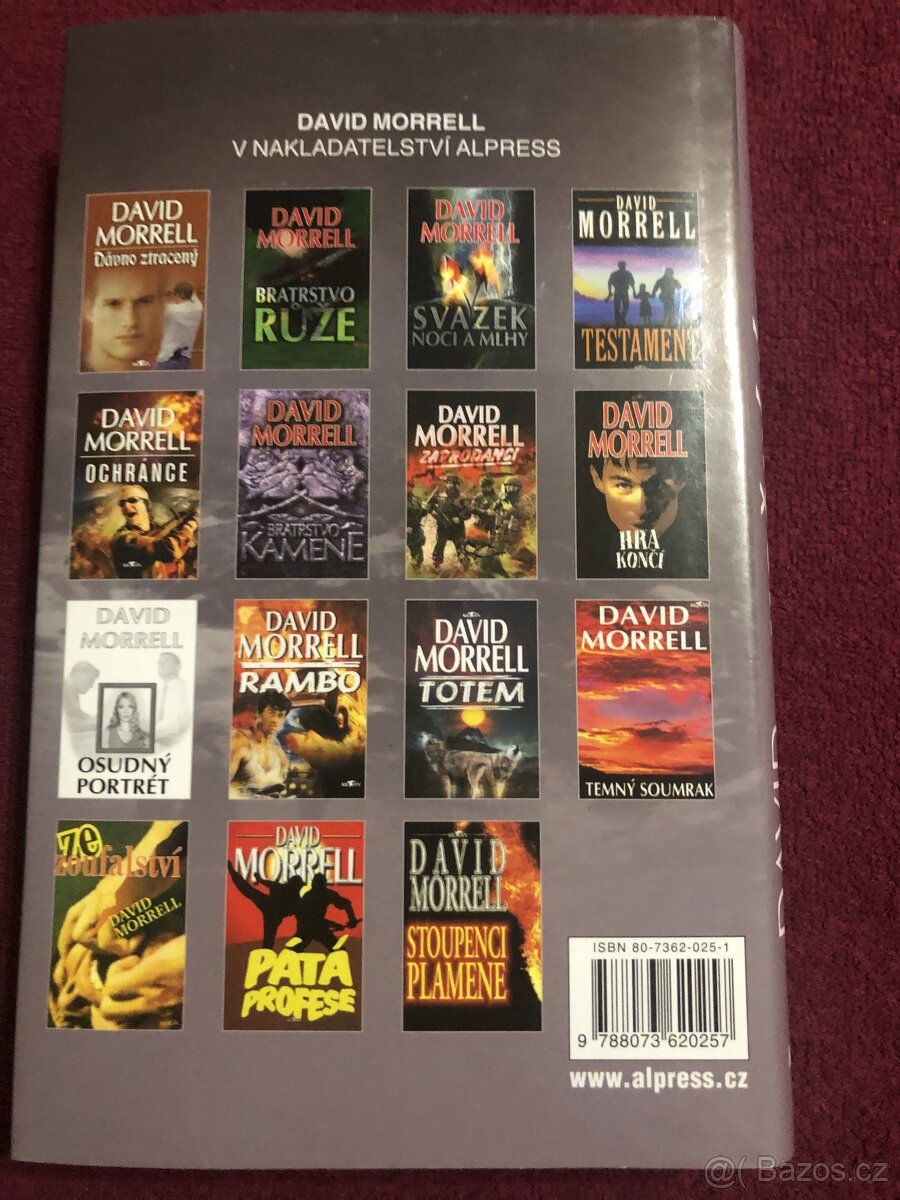 DAVID MORRELL
V NAKLADATELSTVÍ ALPRESS
DAVID
MORRELL
Dávno ztracený
DAVID
MORRELL
BRATRSTVO
RŮŽE
DAVID
MORRELL
SVAZEK
NOCI A MLHY
DAVID
MORRELL
TESTAMENT
DAVID
MORRELL
OCHRÁNCE
DAVID
MORRELL
BRATRSTVO
KAMENE
DAVID
MORRELL
ZAPRODANCI
DAVID
MORRELL
HRA
KONČÍ
DAVID
MORRELL
OSUDNÝ
PORTRÉT
DAVID
MORRELL
RAMBO
DAVID
MORRELL
TOTEM
DAVID
MORRELL
TEMNÝ SOUMRAK
ze
zoufalství
DAVID
MORRELL
DAVID
MORRELL
PÁTÁ
PROFESE
DAVID
MORRELL
STOUPENCI
PLAMENE
ISBN 80-7362-025-1
9 788073 620257
www.alpress.cz
DAVID
@( Bazos.cz